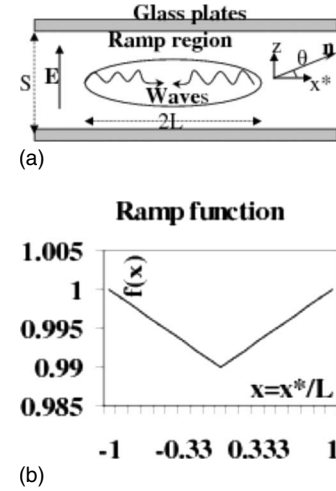 Glass plates
Ramp region
S E Waves z n θ x*
2L
(a)
Ramp function
1.005
1
0.995
0.99
0.985
f(x)
x=x*/L
-1 -0.33 0.333 1
(b)